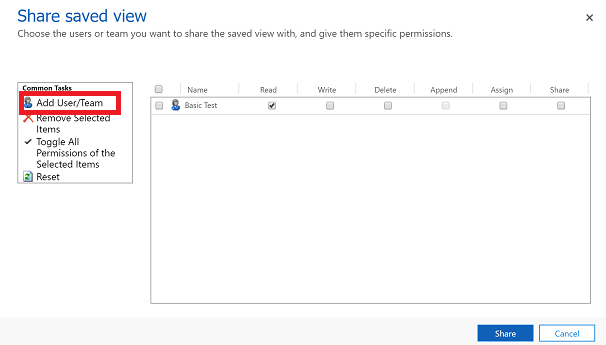 Share saved view
Choose the users or team you want to share the saved view with, and give them specific permissions.
Common Tasks
Add User/Team
Remove Selected
Items
Toggle All
Permissions of the
Selected Items
Reset
Name Read Write Delete Append Assign Share
Basic Test
Share Cancel